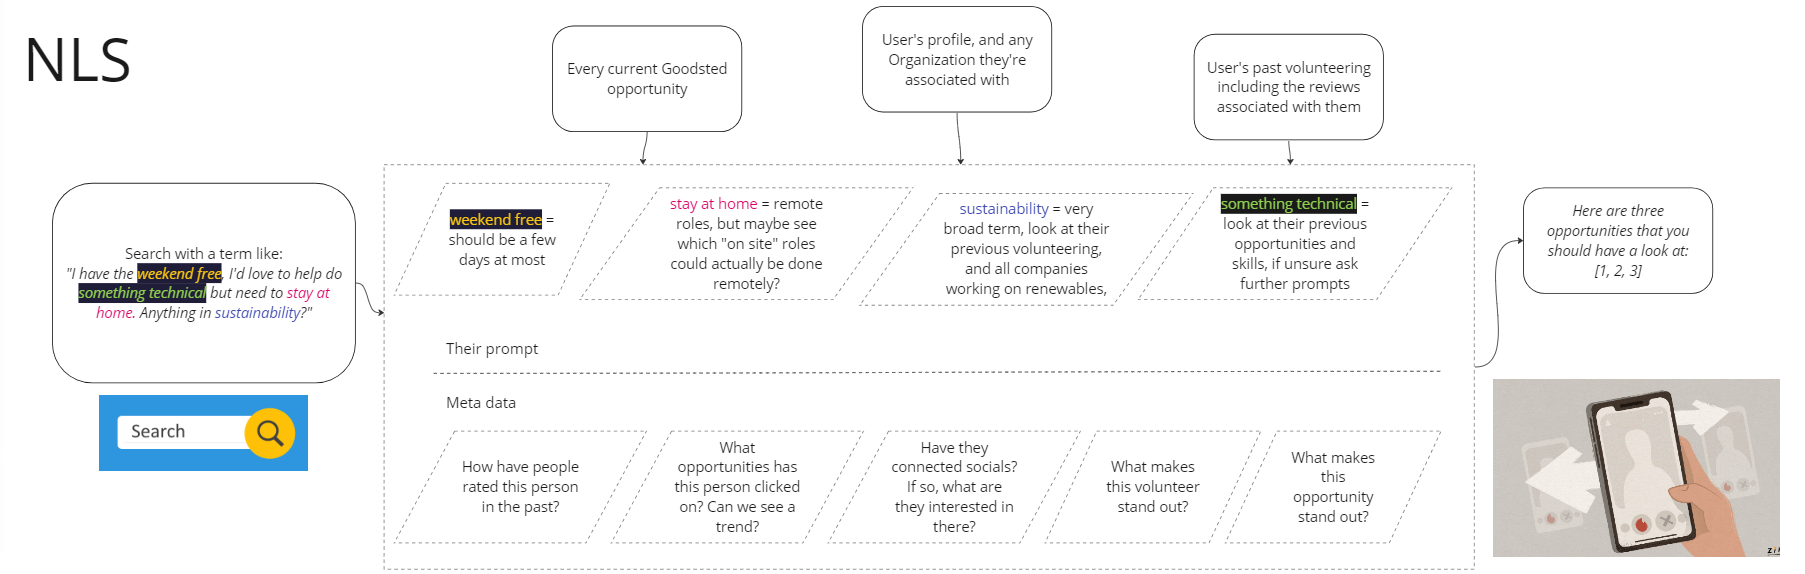 NLS
Every current Goodsted
opportunity
User's profile, and any
Organization they're
associated with
User's past volunteering
including the reviews
associated with them
Search with a term like:
"I have the weekend free. I'd love to help do
something technical but need to stay at
home. Anything in sustainability?"
Search
weekend free =
should be a few
days at most
stay at home = remote
roles, but maybe see
which "on site" roles
could actually be done
remotely?
sustainability = very
broad term, look at their
previous volunteering,
and all companies
working on renewables,
something technical =
look at their previous
opportunities and
skills, if unsure ask
further prompts
Their prompt
Meta data
How have people
rated this person
in the past?
What
opportunities has
this person clicked
on? Can we see a
trend?
Have they
connected socials?
If so, what are
they interested in
there?
What makes
this volunteer
stand out?
What makes
this
opportunity
stand out?
Here are three
opportunities that you
should have a look at:
[1, 2, 3]